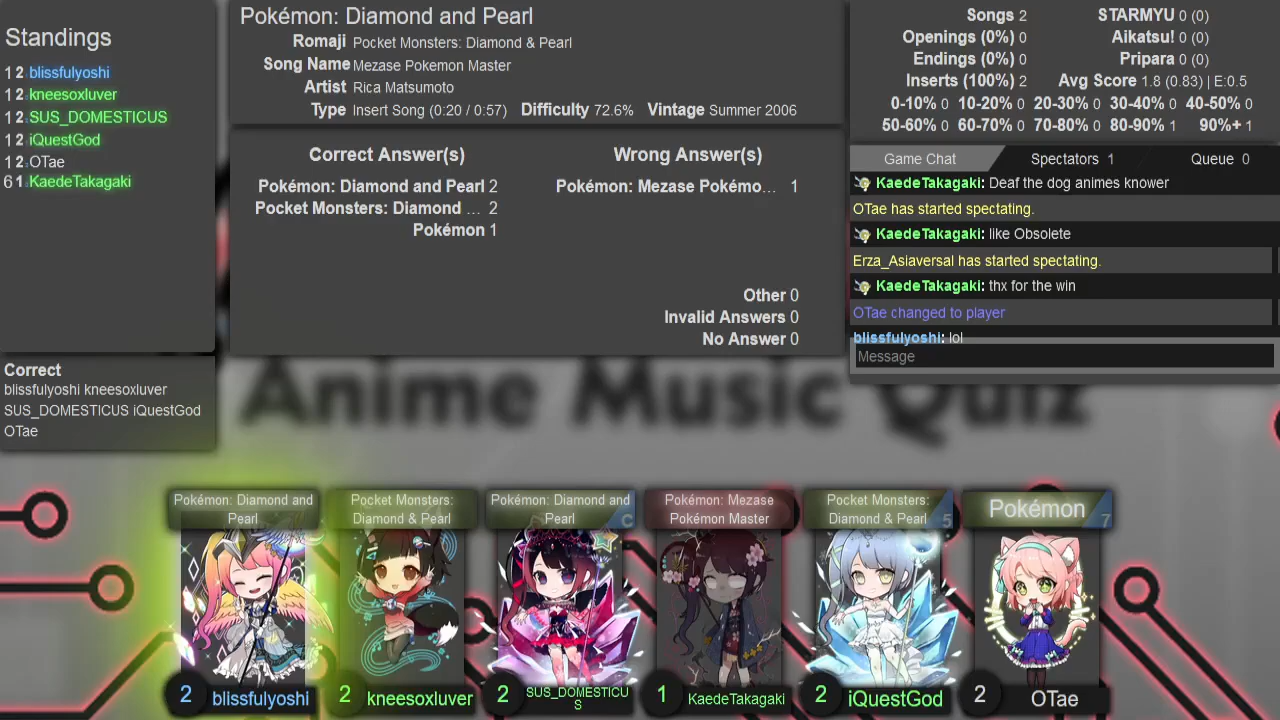 Standings
1 2 blissfulyoshi
1 2 kneesoxluver
1 2 SUS_DOMESTICUS
1 2 iQuestGod
1 2 OTae
6 1 KaedeTakagaki
Correct
blissfulyoshi kneesoxluver
SUS_DOMESTICUS iQuestGod
OTae
Pokémon: Diamond and Pearl
Romaji Pocket Monsters: Diamond & Pearl
Song Name Mezase Pokemon Master
Artist Rica Matsumoto
Type Insert Song (0:20 / 0:57) Difficulty 72.6% Vintage Summer 2006
Correct Answer(s)
Pokémon: Diamond and Pearl 2
Pocket Monsters: Diamond ... 2
Pokémon 1
Wrong Answer(s)
Pokémon: Mezase Pokémo... 1
Other 0
Invalid Answers 0
No Answer 0
Songs 2 STARMYU 0 (0)
Openings (0%) 0 Aikatsu! 0 (0)
Endings (0%) 0 Pripara 0 (0)
Inserts (100%) 2 Avg Score 1.8 (0.83) | E:0.5
0-10% 0 10-20% 0 20-30% 0 30-40% 0 40-50% 0
50-60% 0 60-70% 0 70-80% 0 80-90% 1 90%+ 1
Game Chat Spectators 1 Queue 0
KaedeTakagaki: Deaf the dog animes knower
OTae has started spectating.
KaedeTakagaki: like Obsolete
Erza_Asiaversal has started spectating.
KaedeTakagaki: thx for the win
OTae changed to player
blissfulyoshi: lol
Message
Anime Music Quiz
Pokémon: Diamond and
Pearl
2 blissfulyoshi
Pocket Monsters:
Diamond & Pearl
2 kneesoxluver
Pokémon: Diamond and
Pearl C
2 SUS_DOMESTICU
S
Pokémon: Mezase
Pokémon Master
1 KaedeTakagaki
Pocket Monsters:
Diamond & Pearl 5
2 iQuestGod
Pokémon 7
2 OTae